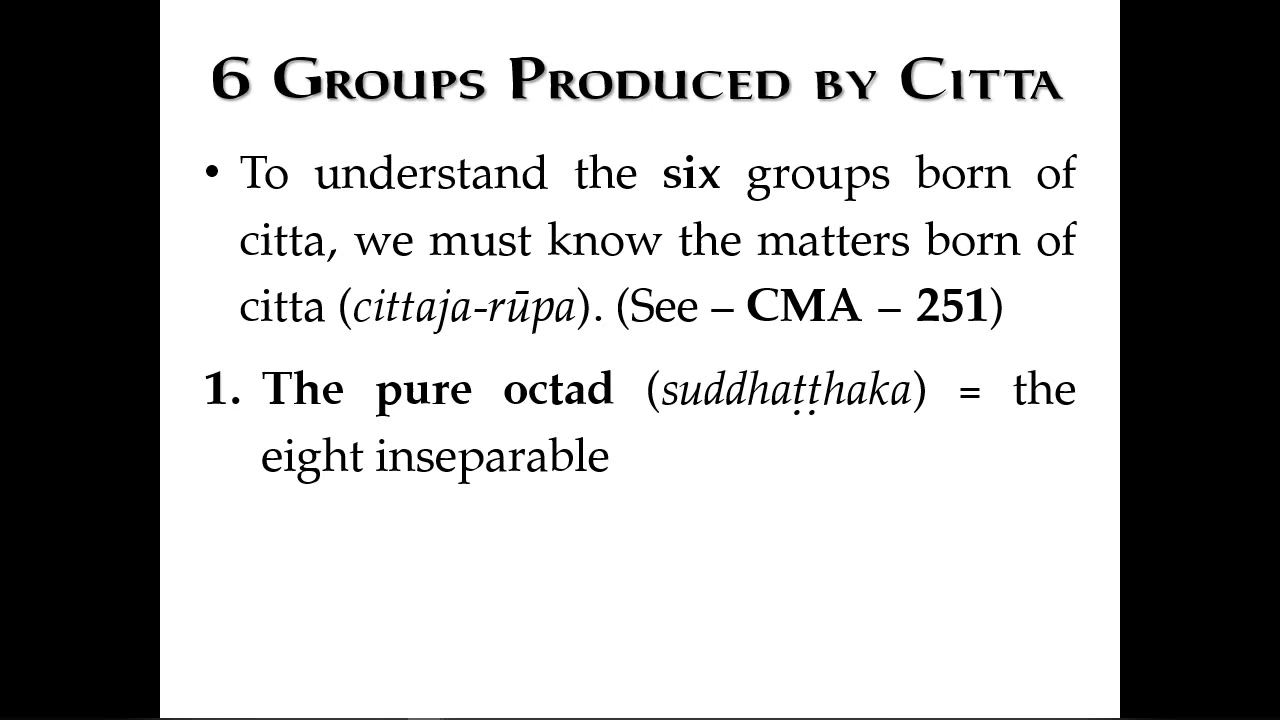 6 Groups Produced by Citta
• To understand the six groups born of
citta, we must know the matters born of
citta (cittaja-rūpa). (See – CMA – 251)
1. The pure octad (suddhaṭṭhaka) = the
eight inseparable